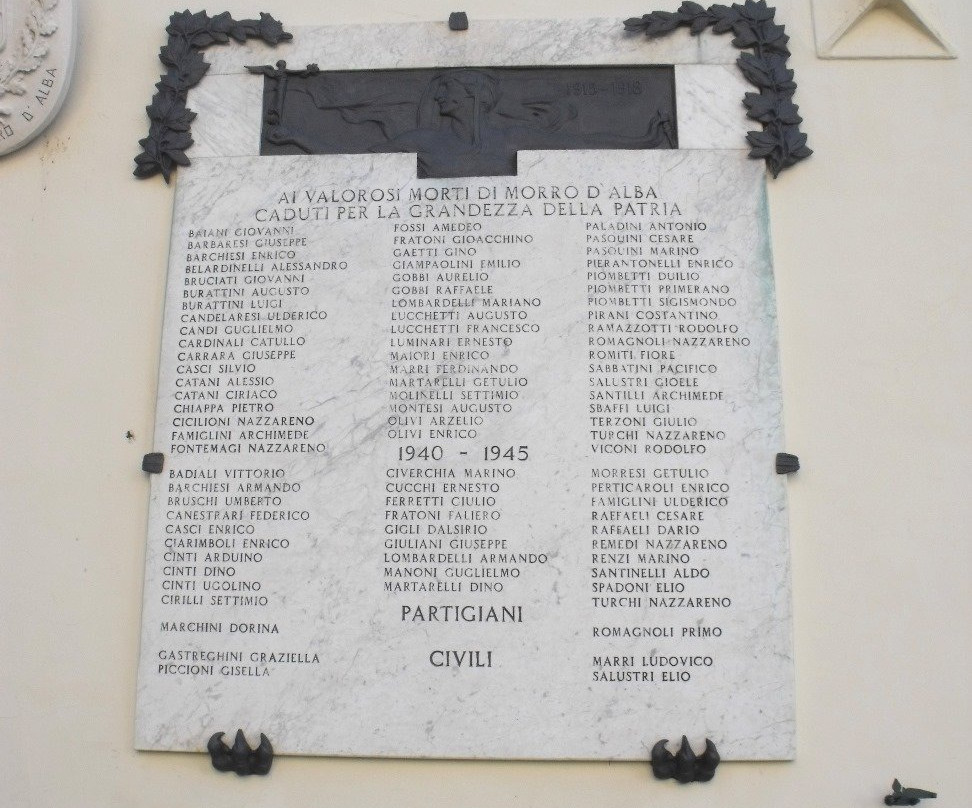 D'ALBA
1915-1918
AI VALOROSI MORTI DI MORRO D'ALBA
CADUTI PER LA GRANDEZZA DELLA PATRIA
BAIANI GIOVANNI
BARBARESI GIUSEPPE
BARCHIESI ENRICO
BELARDINELLI ALESSANDRO
BRUCIATI GIOVANNI
BURATTINI AUGUSTO
BURATTINI LUIGI
CANDELARESI ULDERICO
CANDI GUGLIELMO
CARDINALI CATULLO
CARRARA GIUSEPPE
CASCI SILVIO
CATANI ALESSIO
CATANI CIRIACO
CHIAPPA PIETRO
CICILIONI NAZZARENO
FAMIGLINI ARCHIMEDE
FONTEMAGI NAZZARENO
FOSSI AMEDEO
FRATONI GIOACCHINO
GAETTI GINO
GIAMPAOLINI EMILIO
GOBBI AURELIO
GOBBI RAFFAELE
LOMBARDELLI MARIANO
LUCCHETTI AUGUSTO
LUCCHETTI FRANCESCO
LUMINARI ERNESTO
MAIORI ENRICO
MARRI FERDINANDO
MARTARELLI GETULIO
MOLINELLI SETTIMIO
MONTESI AUGUSTO
OLIVI ARZELIO
OLIVI ENRICO
PALADINI ANTONIO
PASQUINI CESARE
PASQUINI MARINO
PIERANTONELLI ENRICO
PIOMBETTI DUILIO
PIOMBETTI PRIMERANO
PIOMBETTI SIGISMONDO
PIRANI COSTANTINO
RAMAZZOTTI RODOLFO
ROMAGNOLI NAZZARENO
ROMITI FIORE
SABBATINI PACIFICO
SALUSTRI GIOELE
SANTILLI ARCHIMEDE
SBAFFI LUIGI
TERZONI GIULIO
TURCHI NAZZARENO
VICONI RODOLFO
1940 - 1945
BADIALI VITTORIO
BARCHIESI ARMANDO
BRUSCHI UMBERTO
CANESTRARI FEDERICO
CASCI ENRICO
CIARIMBOLI ENRICO
CINTI ARDUINO
CINTI DINO
CINTI UGOLINO
CIRILLI SETTIMIO
CIVERCHIA MARINO
CUCCHI ERNESTO
FERRETTI GIULIO
FRATONI FALIERO
GIGLI DALSIRIO
GIULIANI GIUSEPPE
LOMBARDELLI ARMANDO
MANONI GUGLIELMO
MARTARELLI DINO
MORRESI GETULIO
PERTICAROLI ENRICO
FAMIGLINI ULDERICO
RAFFAELI CESARE
RAFFAELI DARIO
REMEDI NAZZARENO
RENZI MARINO
SANTINELLI ALDO
SPADONI ELIO
TURCHI NAZZARENO
PARTIGIANI
MARCHINI DORINA
ROMAGNOLI PRIMO
CIVILI
GASTREGHINI GRAZIELLA
PICCIONI GISELLA
MARRI LUDOVICO
SALUSTRI ELIO